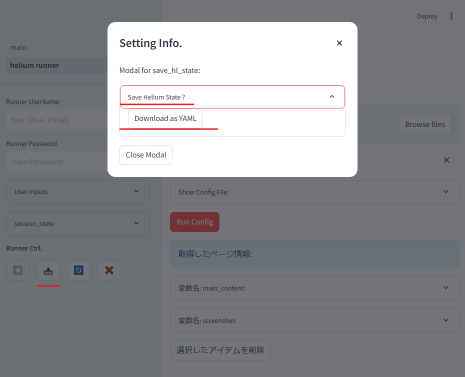 Deploy
main
helium runner
Runner UserName
Your GH(i.e. Email)
Runner Password
(Your Password)
User Inputs
session_state
Runner Ctrl.
Setting Info.
Modal for save_hl_state:
Save Helium State ?
Download as YAML
Close Modal
Browse files
Show Config File:
Run Config
取得したページ情報:
変数名: main_content:
変数名: screenshot:
選択したアイテムを削除